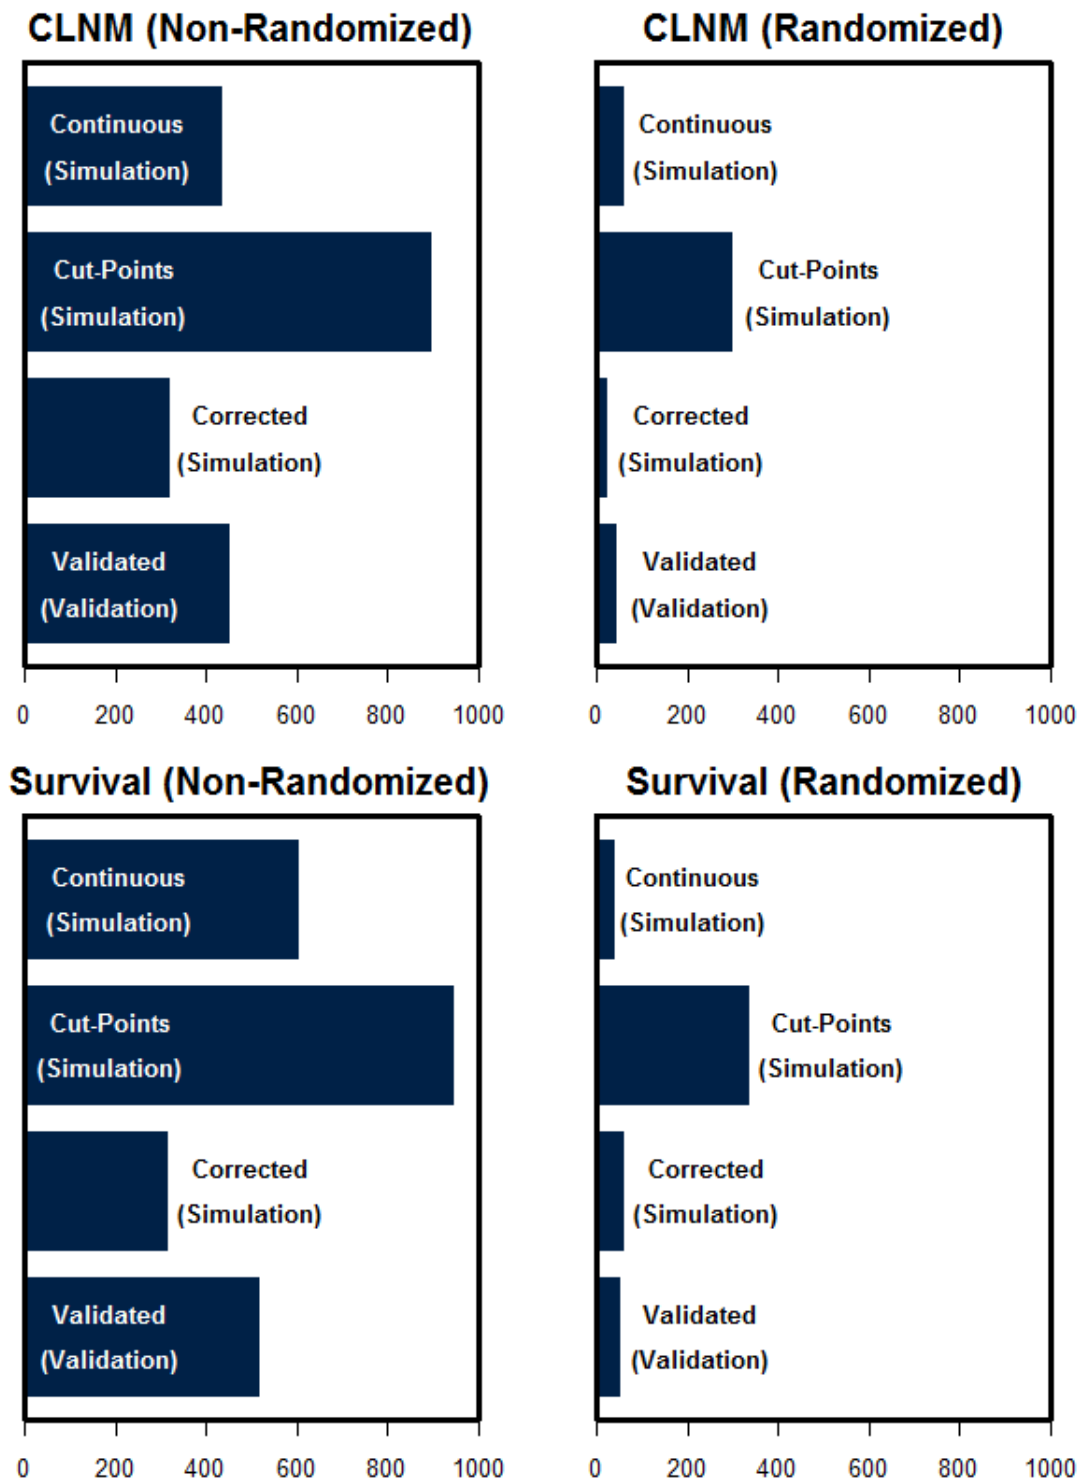 CLNM (Non-Randomized)
Continuous
(Simulation)
Cut-Points
(Simulation)
Corrected
(Simulation)
Validated
(Validation)
0 200 400 600 800 1000
CLNM (Randomized)
Continuous
(Simulation)
Cut-Points
(Simulation)
Corrected
(Simulation)
Validated
(Validation)
0 200 400 600 800 1000
Survival (Non-Randomized)
Continuous
(Simulation)
Cut-Points
(Simulation)
Corrected
(Simulation)
Validated
(Validation)
0 200 400 600 800 1000
Survival (Randomized)
Continuous
(Simulation)
Cut-Points
(Simulation)
Corrected
(Simulation)
Validated
(Validation)
0 200 400 600 800 1000